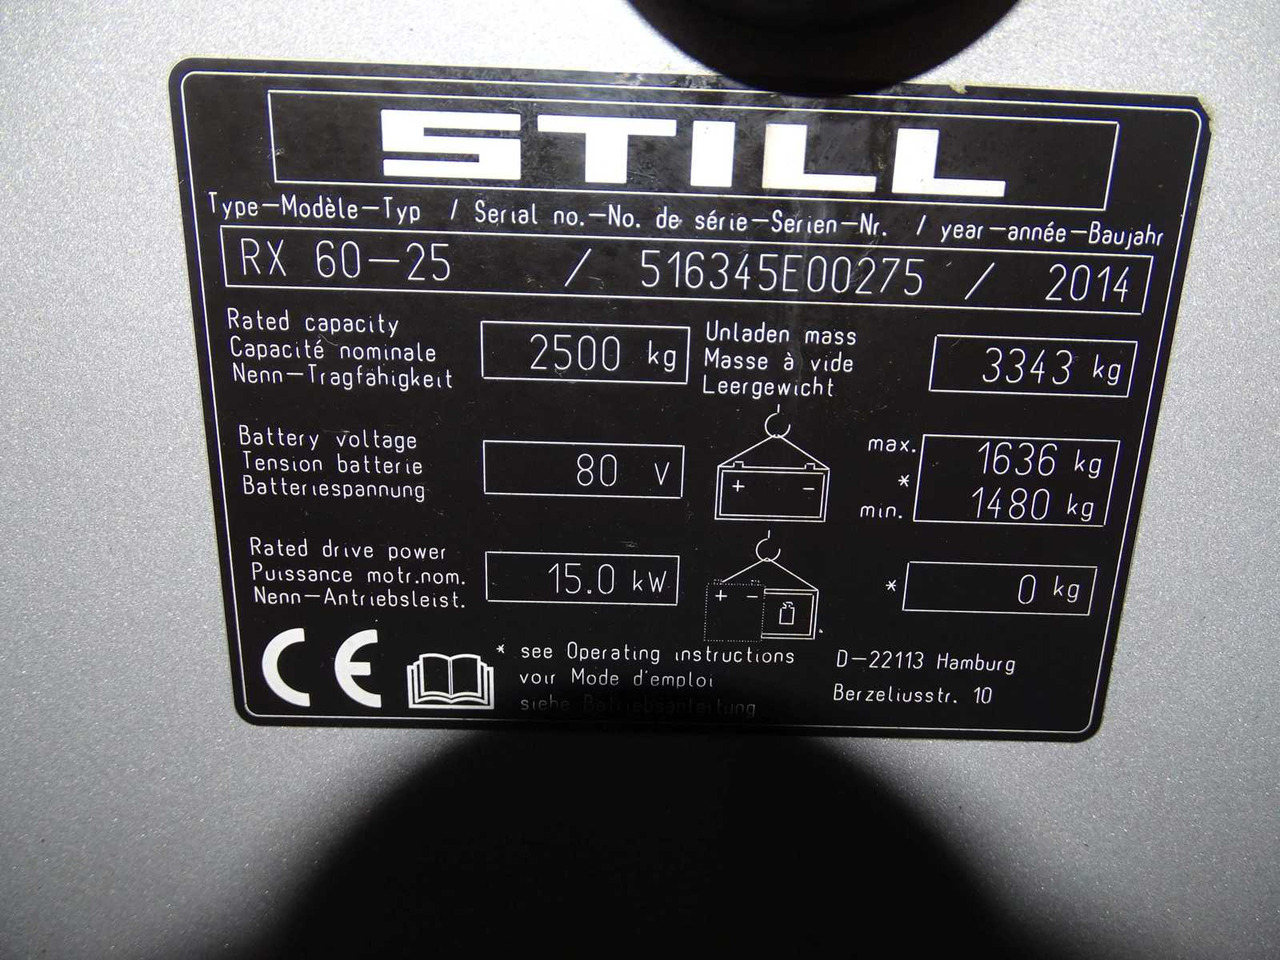 STILL
Type–Modèle–Typ / Serial no.–No. de série–Serien–Nr. / year–année–Baujahr
RX 60–25 / 516345E00275 / 2014
Rated capacity
Capacité nominale
Nenn–Tragfähigkeit
2500 kg
Unladen mass
Masse à vide
Leergewicht
3343 kg
Battery voltage
Tension batterie
Batteriespannung
80 V
+ –
max. 1636 kg
*
min. 1480 kg
Rated drive power
Puissance motr.nom.
Nenn–Antriebsleist.
15.0 kW
+ –
* 0 kg
CE
* see Operating instructions
voir Mode d'emploi
siehe Betriebsanleitung
D–22113 Hamburg
Berzeliusstr. 10